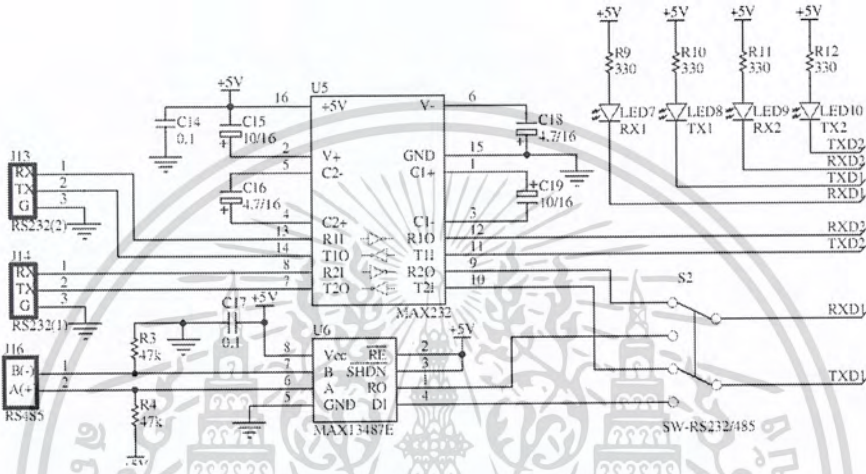 +5V +5V +5V +5V
R9 R10 R11 R12
330 330 330 330
LED7 LED8 LED9 LED10
RX1 TX1 RX2 TX2
TXD2
RXD2
TXD1
RXD1
+5V
U5
16 +5V V- 6
C14 0.1
C15 10/16
C18 4.7/16
2 V+ GND 15
5 C2- C1+ 1
C16 4.7/16
C19 10/16
4 C2+ C1- 3
13 R1I R1O 12 RXD2
14 T1O T1I 11 TXD2
8 R2I R2O 9
7 T2O T2I 10
MAX232
J13
RX 1
TX 2
G 3
RS232(2)
J14
RX 1
TX 2
G 3
RS232(1)
C17 0.1
+5V
R3 47k
U6
+5V
8 Vcc RE 2
7 B SHDN 3
6 A RO 1
5 GND DI 4
MAX13487E
J16
B(-) 1
A(+) 2
RS485
R4 47k
S2
RXD1
TXD1
SW-RS232/485